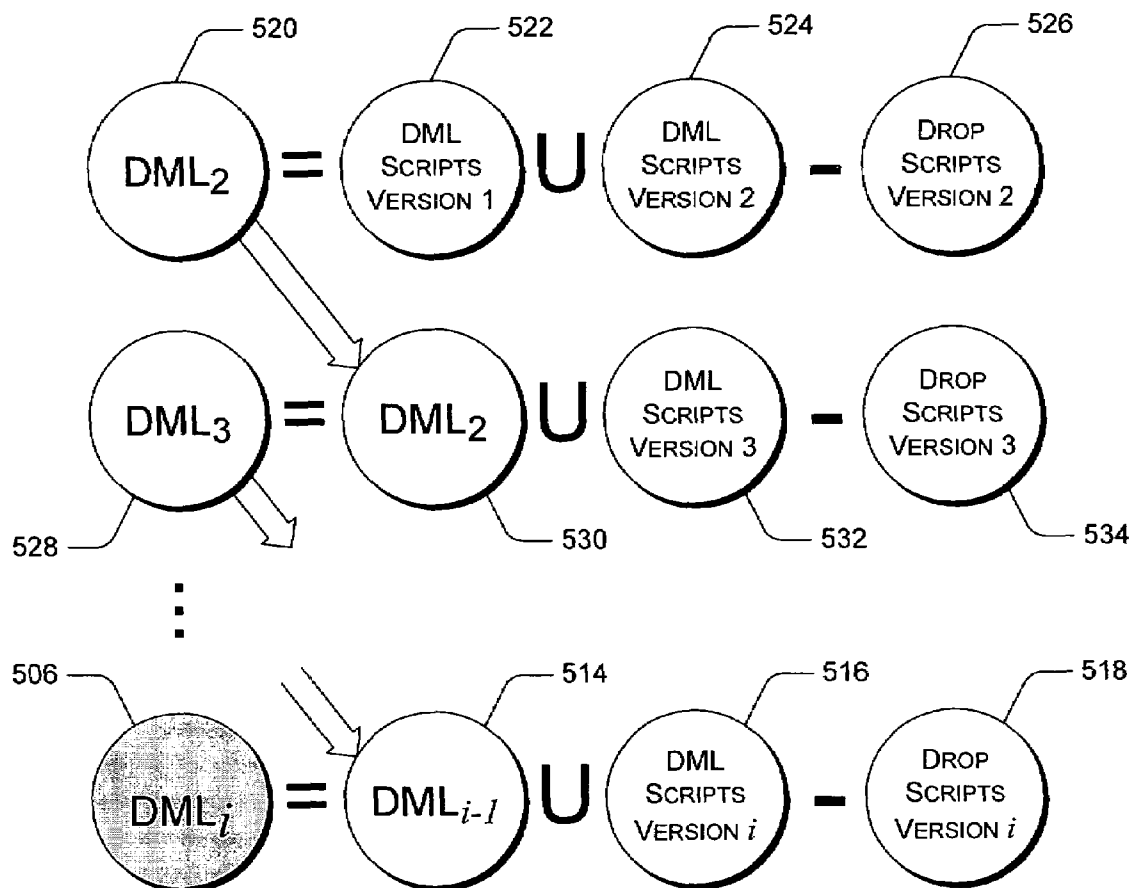 520 522 524 526
DML2 = DML SCRIPTS VERSION 1 U DML SCRIPTS VERSION 2 - DROP SCRIPTS VERSION 2
DML3 = DML2 U DML SCRIPTS VERSION 3 - DROP SCRIPTS VERSION 3
528 530 532 534
506 514 516 518
DMLi = DMLi-1 U DML SCRIPTS VERSION i - DROP SCRIPTS VERSION i